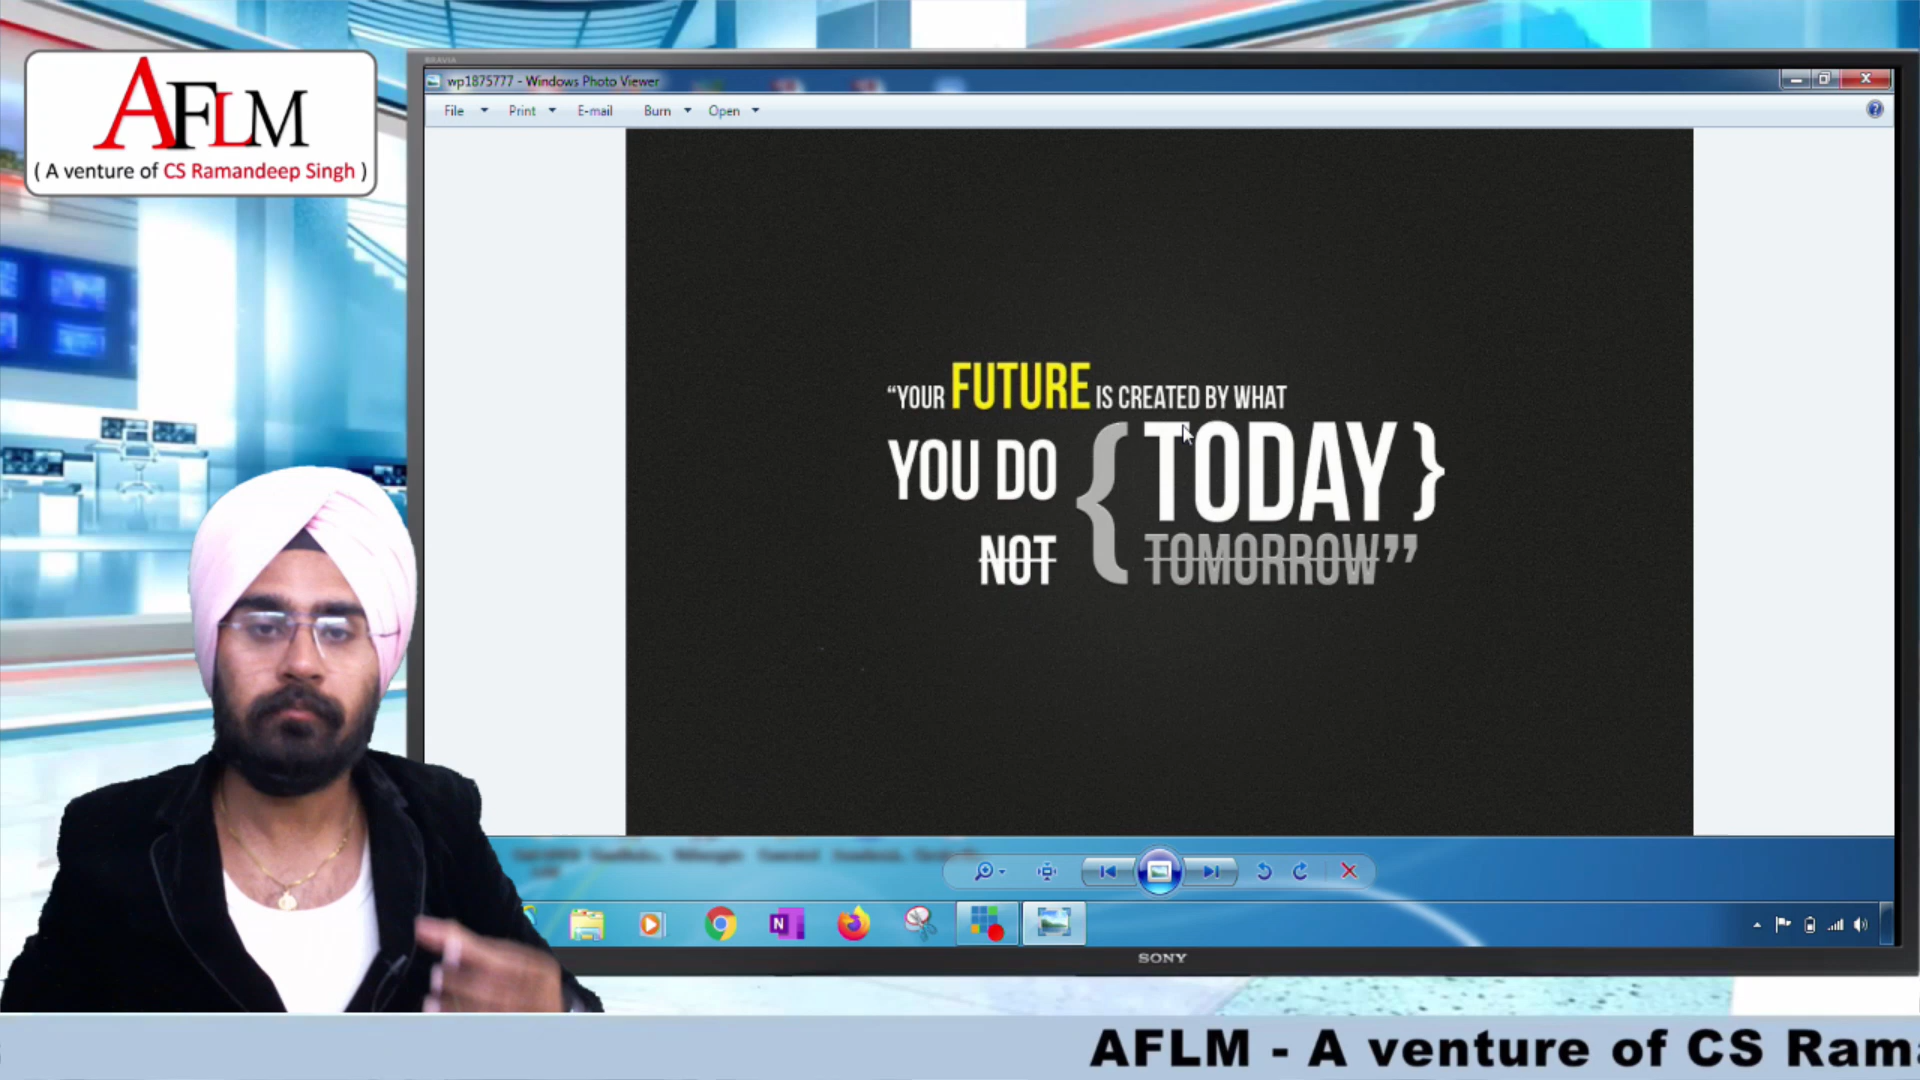 AFLM
( A venture of CS Ramandeep Singh )
BRAVIA
wp1875777 - Windows Photo Viewer
File Print E-mail Burn Open
“YOUR FUTURE IS CREATED BY WHAT
YOU DO { TODAY }
NOT TOMORROW”
SONY
AFLM - A venture of CS Ram